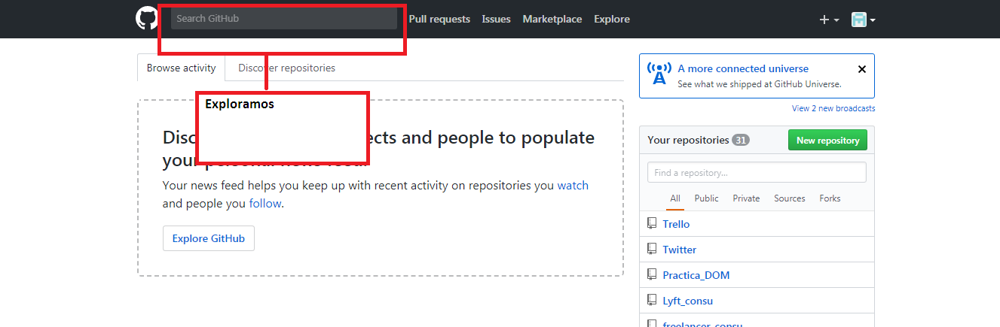 Search GitHub
Pull requests
Issues
Marketplace
Explore
Browse activity
Discover repositories
Exploramos
Disc
ects and people to populate
your personal news feed.
Your news feed helps you keep up with recent activity on repositories you watch
and people you follow.
Explore GitHub
A more connected universe
See what we shipped at GitHub Universe.
View 2 new broadcasts
Your repositories 31
New repository
Find a repository...
All
Public
Private
Sources
Forks
Trello
Twitter
Practica_DOM
Lyft_consu
freelancer_consu